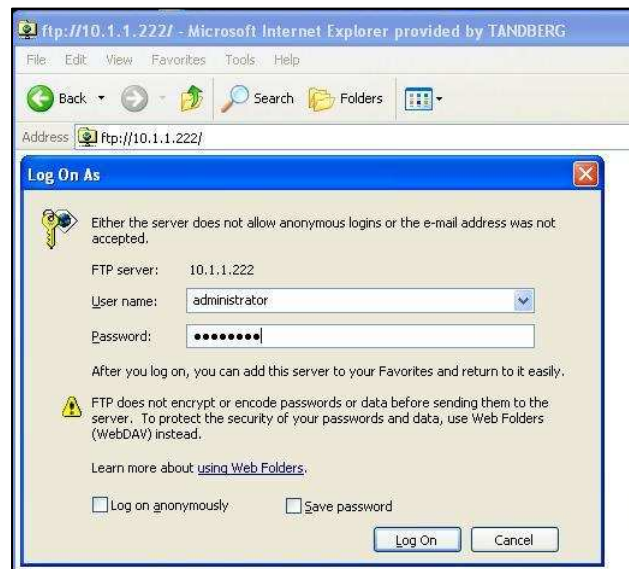 ftp://10.1.1.222/ - Microsoft Internet Explorer provided by TANDBERG
File Edit View Favorites Tools Help
Back Search Folders
Address ftp://10.1.1.222/
Log On As
Either the server does not allow anonymous logins or the e-mail address was not
accepted.
FTP server: 10.1.1.222
User name: administrator
Password: ●●●●●●●●
After you log on, you can add this server to your Favorites and return to it easily.
FTP does not encrypt or encode passwords or data before sending them to the
server. To protect the security of your passwords and data, use Web Folders
(WebDAV) instead.
Learn more about using Web Folders.
Log on anonymously Save password
Log On Cancel